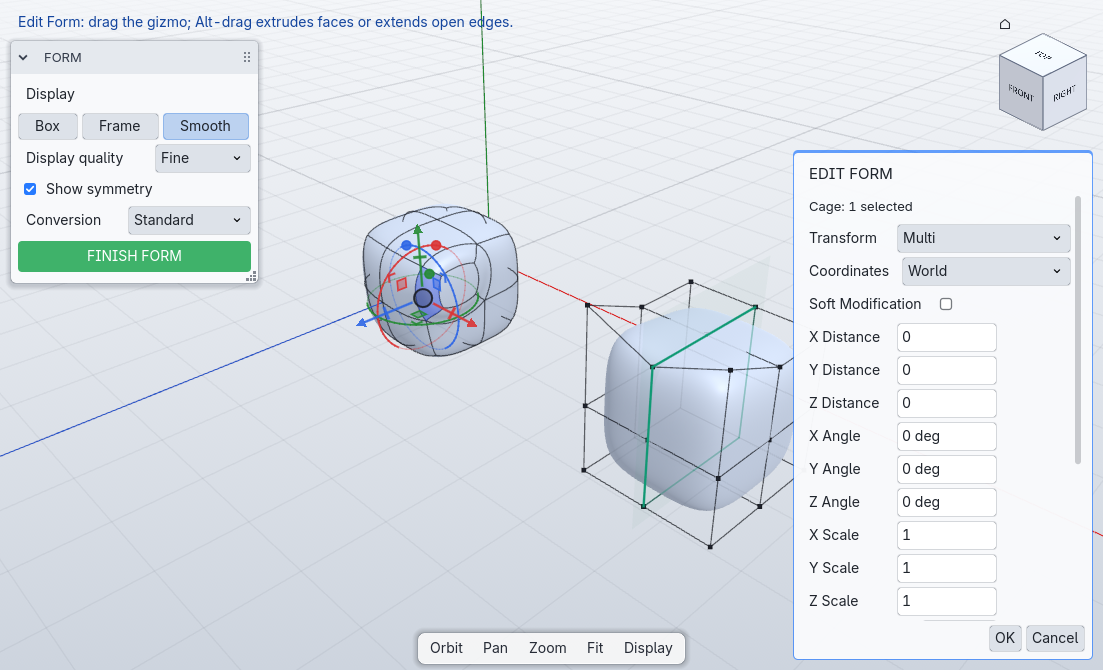 Edit Form: drag the gizmo; Alt-drag extrudes faces or extends open edges.
FORM
Display
Box Frame Smooth
Display quality Fine
Show symmetry
Conversion Standard
FINISH FORM
TOP
FRONT
RIGHT
EDIT FORM
Cage: 1 selected
Transform Multi
Coordinates World
Soft Modification
X Distance 0
Y Distance 0
Z Distance 0
X Angle 0 deg
Y Angle 0 deg
Z Angle 0 deg
X Scale 1
Y Scale 1
Z Scale 1
OK Cancel
Orbit Pan Zoom Fit Display